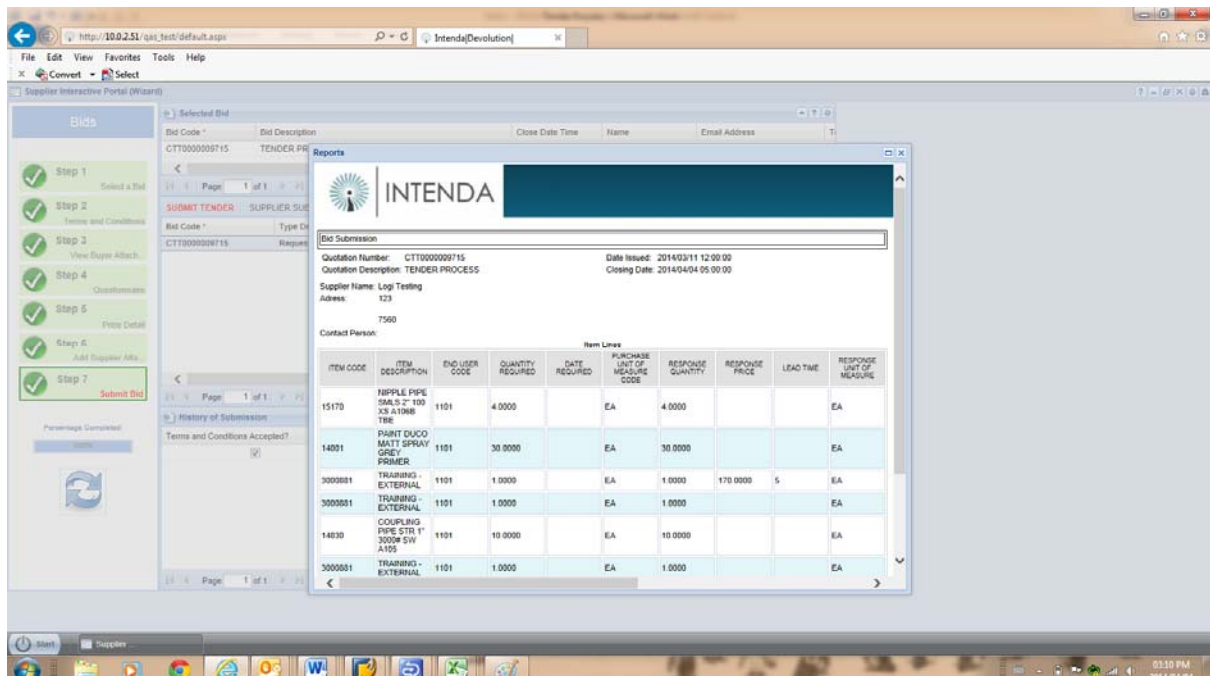 http://10.0.2.51/qas_test/default.aspx
Intenda|Devolution|
File Edit View Favorites Tools Help
Convert Select
Supplier Interactive Portal (Wizard)
Bids
Step 1
Select a Bid
Step 2
Terms and Conditions
Step 3
View Buyer Attach...
Step 4
Questionnaire
Step 5
Price Detail
Step 6
Add Supplier Atta...
Step 7
Submit Bid
Percentage Completed
Selected Bid
Bid Code * Bid Description Close Date Time Name Email Address
CTT0000009715 TENDER PR
Page 1 of 1
SUBMIT TENDER SUPPLIER SUB
Bid Code * Type De
CTT0000009715 Reques
Page 1 of 1
History of Submission
Terms and Conditions Accepted?
Page 1 of 1
Reports
INTENDA
Bid Submission
Quotation Number: CTT0000009715 Date Issued: 2014/03/11 12:00:00
Quotation Description: TENDER PROCESS Closing Date: 2014/04/04 05:00:00
Supplier Name: Logi Testing
Adress: 123
7560
Contact Person:
Item Lines
ITEM CODE ITEM DESCRIPTION END USER CODE QUANTITY REQUIRED DATE REQUIRED PURCHASE UNIT OF MEASURE CODE RESPONSE QUANTITY RESPONSE PRICE LEAD TIME RESPONSE UNIT OF MEASURE
15170 NIPPLE PIPE SMLS 2" 100 XS A106B TBE 1101 4.0000 EA 4.0000 EA
14001 PAINT DUCO MATT SPRAY GREY PRIMER 1101 30.0000 EA 30.0000 EA
3000881 TRAINING - EXTERNAL 1101 1.0000 EA 1.0000 170.0000 5 EA
3000881 TRAINING - EXTERNAL 1101 1.0000 EA 1.0000 EA
14030 COUPLING PIPE STR 1" 3000# SW A105 1101 10.0000 EA 10.0000 EA
3000881 TRAINING - EXTERNAL 1101 1.0000 EA 1.0000 EA
Start Supplier ...
03:10 PM